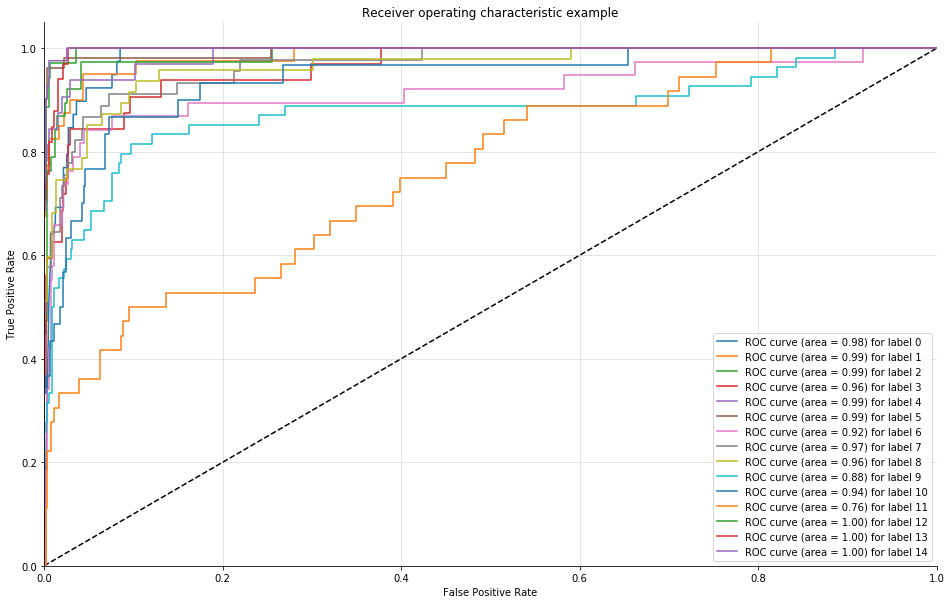 Receiver operating characteristic example
1.0
0.8
0.6
0.4
0.2
0.0
True Positive Rate
0.0 0.2 0.4 0.6 0.8 1.0
False Positive Rate
ROC curve (area = 0.98) for label 0
ROC curve (area = 0.99) for label 1
ROC curve (area = 0.99) for label 2
ROC curve (area = 0.96) for label 3
ROC curve (area = 0.99) for label 4
ROC curve (area = 0.99) for label 5
ROC curve (area = 0.92) for label 6
ROC curve (area = 0.97) for label 7
ROC curve (area = 0.96) for label 8
ROC curve (area = 0.88) for label 9
ROC curve (area = 0.94) for label 10
ROC curve (area = 0.76) for label 11
ROC curve (area = 1.00) for label 12
ROC curve (area = 1.00) for label 13
ROC curve (area = 1.00) for label 14